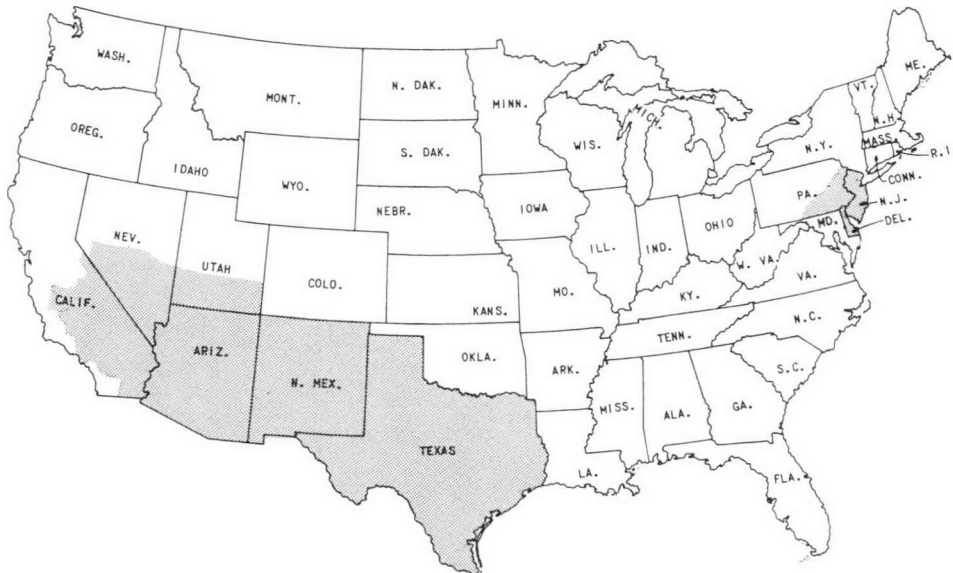 WASH.
OREG.
IDAHO
MONT.
N. DAK.
S. DAK.
MINN.
WIS.
MICH.
WYO.
NEBR.
IOWA
NEV.
UTAH
COLO.
KANS.
MO.
ILL.
IND.
OHIO
PA.
N.Y.
VT.
N.H.
ME.
MASS.
R.I
CONN.
N.J.
DEL.
MD.
W. VA.
VA.
KY.
N.C.
TENN.
S.C.
CALIF.
ARIZ.
N. MEX.
TEXAS
OKLA.
ARK.
LA.
MISS.
ALA.
GA.
FLA.